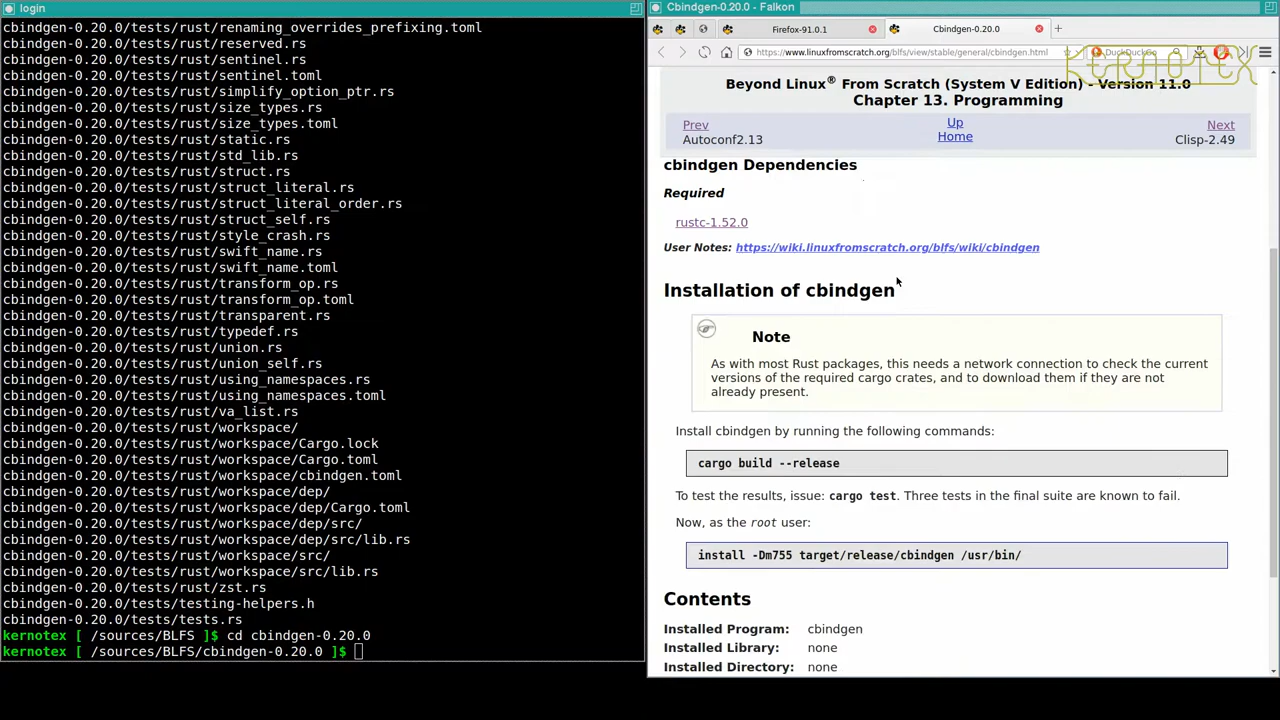 login
cbindgen-0.20.0/tests/rust/renaming_overrides_prefixing.toml
cbindgen-0.20.0/tests/rust/reserved.rs
cbindgen-0.20.0/tests/rust/sentinel.rs
cbindgen-0.20.0/tests/rust/sentinel.toml
cbindgen-0.20.0/tests/rust/simplify_option_ptr.rs
cbindgen-0.20.0/tests/rust/size_types.rs
cbindgen-0.20.0/tests/rust/size_types.toml
cbindgen-0.20.0/tests/rust/static.rs
cbindgen-0.20.0/tests/rust/std_lib.rs
cbindgen-0.20.0/tests/rust/struct.rs
cbindgen-0.20.0/tests/rust/struct_literal.rs
cbindgen-0.20.0/tests/rust/struct_literal_order.rs
cbindgen-0.20.0/tests/rust/struct_self.rs
cbindgen-0.20.0/tests/rust/style_crash.rs
cbindgen-0.20.0/tests/rust/swift_name.rs
cbindgen-0.20.0/tests/rust/swift_name.toml
cbindgen-0.20.0/tests/rust/transform_op.rs
cbindgen-0.20.0/tests/rust/transform_op.toml
cbindgen-0.20.0/tests/rust/transparent.rs
cbindgen-0.20.0/tests/rust/typedef.rs
cbindgen-0.20.0/tests/rust/union.rs
cbindgen-0.20.0/tests/rust/union_self.rs
cbindgen-0.20.0/tests/rust/using_namespaces.rs
cbindgen-0.20.0/tests/rust/using_namespaces.toml
cbindgen-0.20.0/tests/rust/va_list.rs
cbindgen-0.20.0/tests/rust/workspace/
cbindgen-0.20.0/tests/rust/workspace/Cargo.lock
cbindgen-0.20.0/tests/rust/workspace/Cargo.toml
cbindgen-0.20.0/tests/rust/workspace/cbindgen.toml
cbindgen-0.20.0/tests/rust/workspace/dep/
cbindgen-0.20.0/tests/rust/workspace/dep/Cargo.toml
cbindgen-0.20.0/tests/rust/workspace/dep/src/
cbindgen-0.20.0/tests/rust/workspace/dep/src/lib.rs
cbindgen-0.20.0/tests/rust/workspace/src/
cbindgen-0.20.0/tests/rust/workspace/src/lib.rs
cbindgen-0.20.0/tests/rust/zst.rs
cbindgen-0.20.0/tests/testing-helpers.h
cbindgen-0.20.0/tests/tests.rs
kernotex [ /sources/BLFS ]$ cd cbindgen-0.20.0
kernotex [ /sources/BLFS/cbindgen-0.20.0 ]$
Cbindgen-0.20.0 - Falkon
Firefox-91.0.1
Cbindgen-0.20.0
https://www.linuxfromscratch.org/blfs/view/stable/general/cbindgen.html
DuckDuckGo
KERNOTEX
Beyond Linux® From Scratch (System V Edition) - Version 11.0
Chapter 13. Programming
Prev
Up
Next
Autoconf2.13
Home
Clisp-2.49
cbindgen Dependencies
Required
rustc-1.52.0
User Notes: https://wiki.linuxfromscratch.org/blfs/wiki/cbindgen
Installation of cbindgen
Note
As with most Rust packages, this needs a network connection to check the current
versions of the required cargo crates, and to download them if they are not
already present.
Install cbindgen by running the following commands:
cargo build --release
To test the results, issue: cargo test. Three tests in the final suite are known to fail.
Now, as the root user:
install -Dm755 target/release/cbindgen /usr/bin/
Contents
Installed Program: cbindgen
Installed Library: none
Installed Directory: none